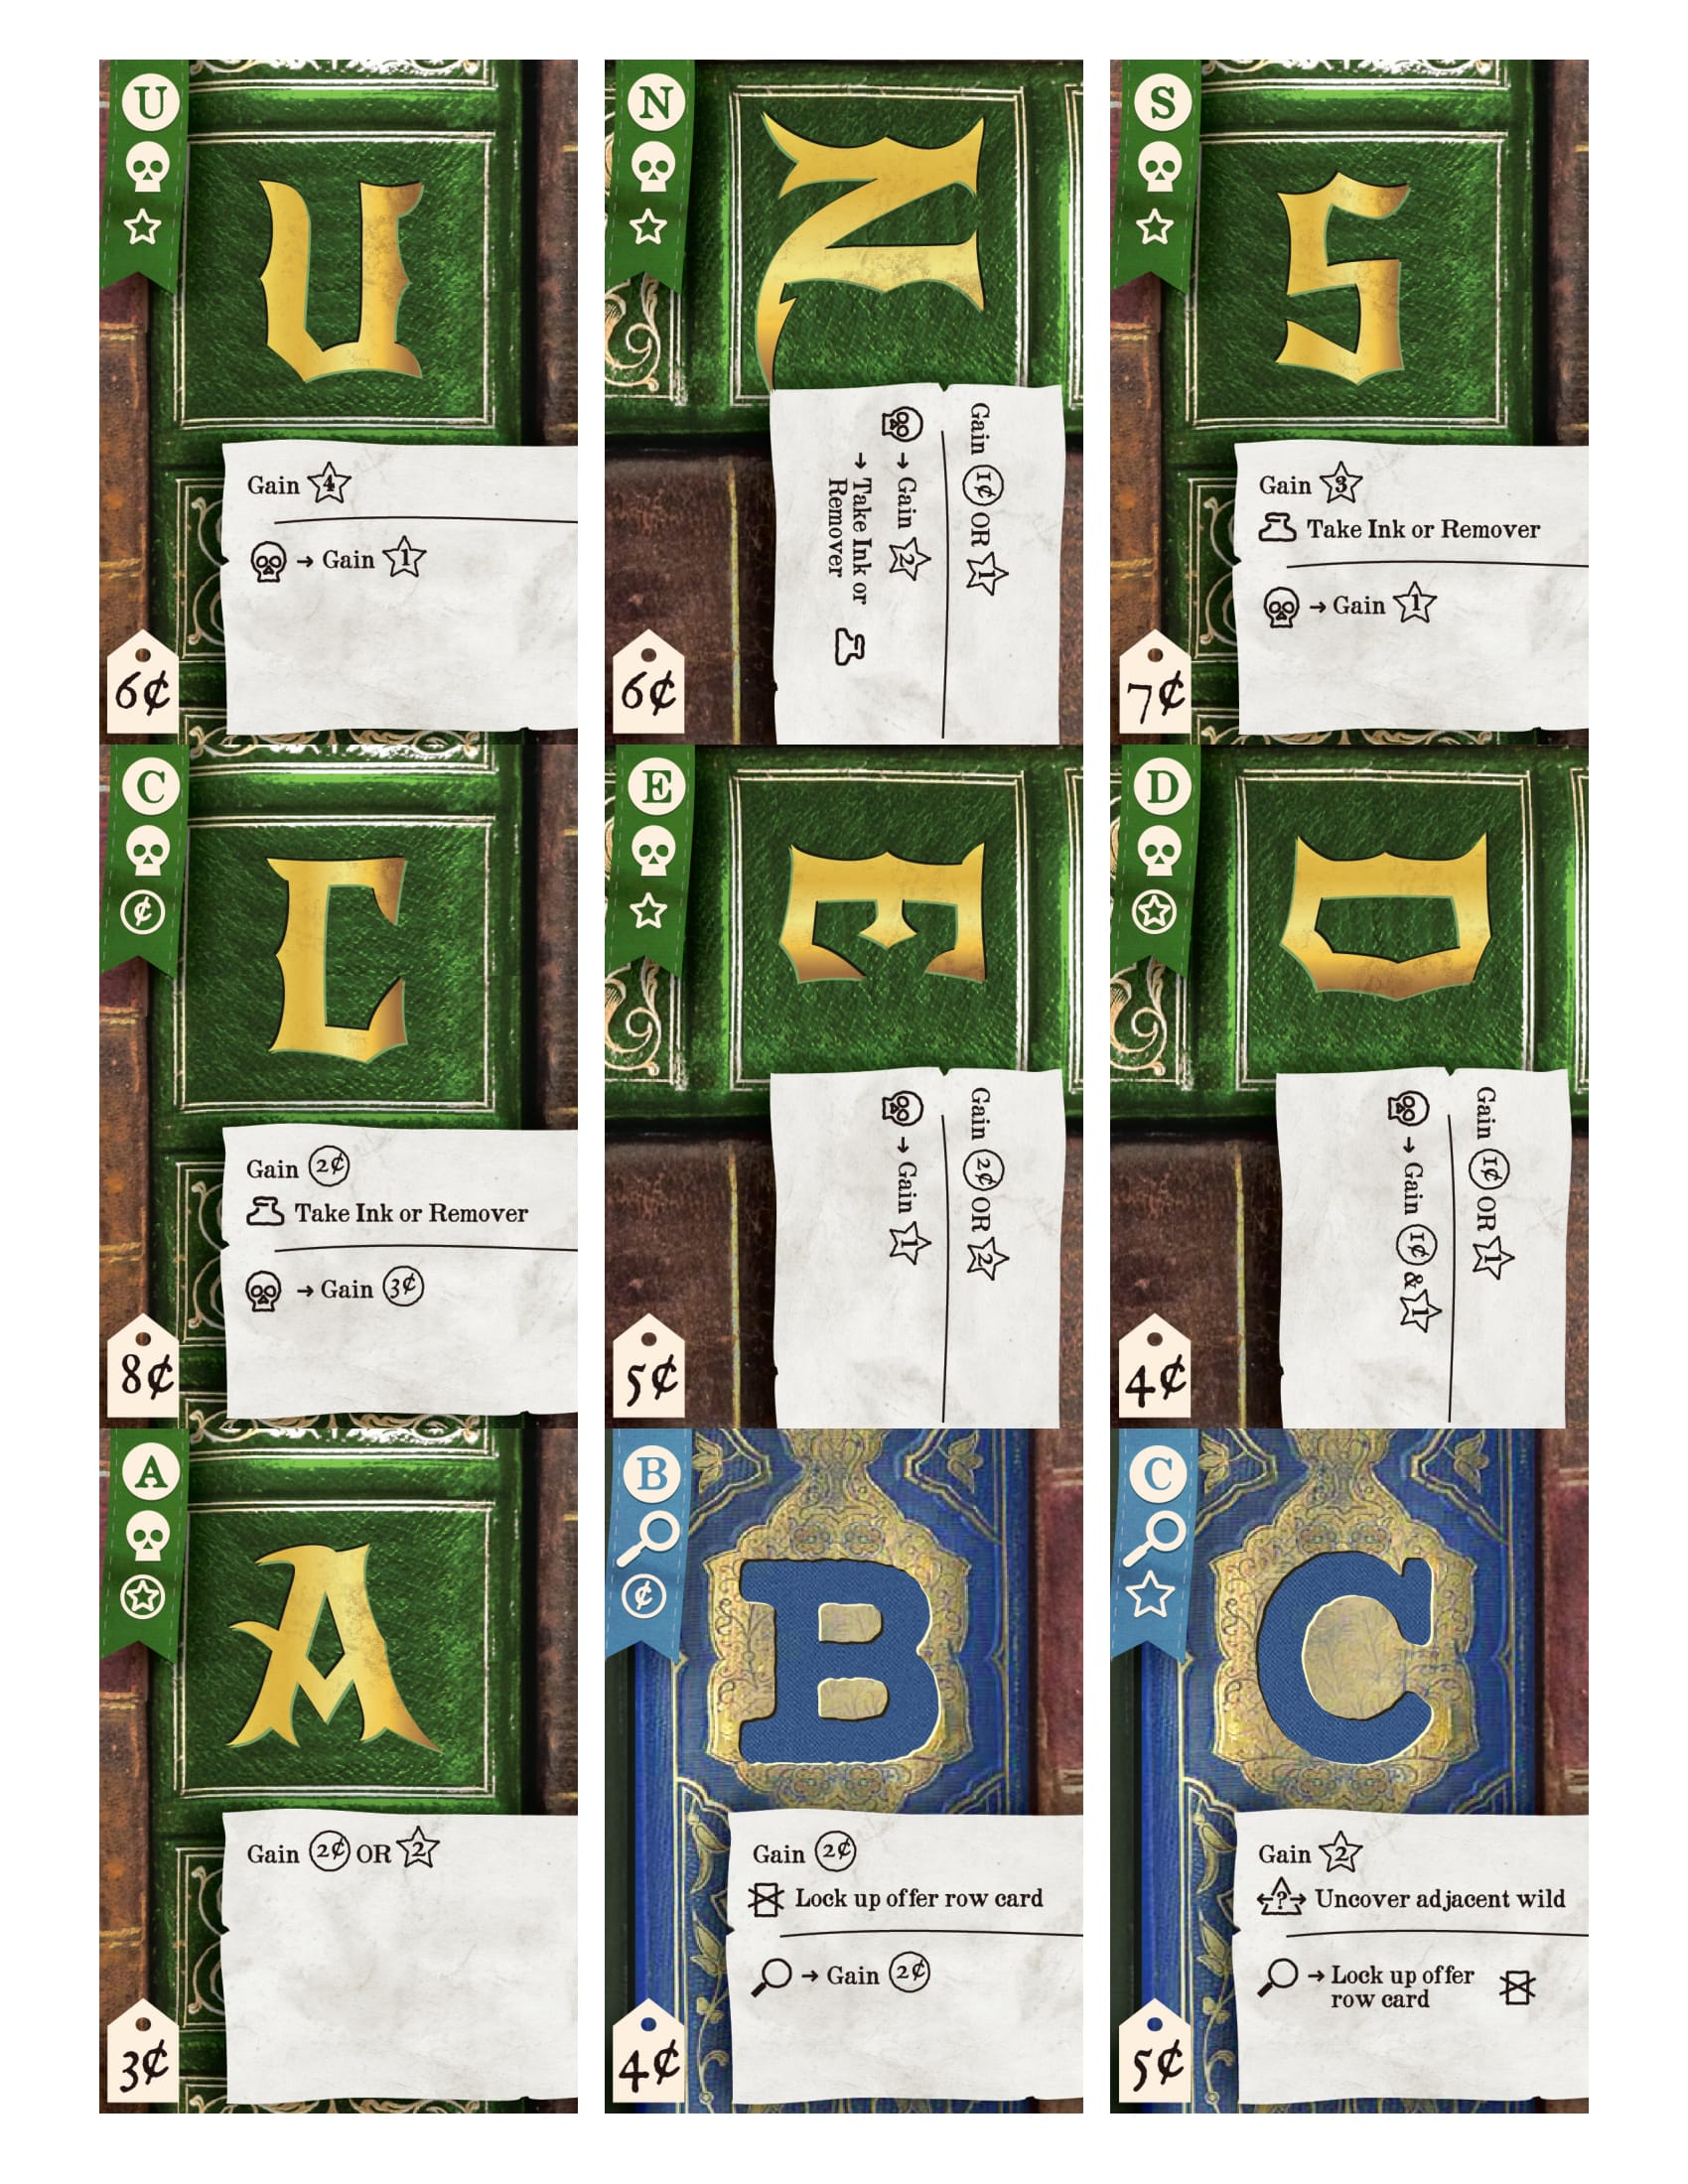 U
U
Gain 4
→ Gain 1
6¢
N
N
Gain 1¢ OR 1
→ Gain 2
→ Take Ink or
Remover
6¢
S
S
Gain 3
Take Ink or Remover
→ Gain 1
7¢
C
¢
C
Gain 2¢
Take Ink or Remover
→ Gain 3¢
8¢
E
E
Gain 2¢ OR 2
→ Gain 1
5¢
D
D
Gain 1¢ OR 1
→ Gain 1¢ & 1
4¢
A
A
Gain 2¢ OR 2
3¢
B
¢
B
Gain 2¢
Lock up offer row card
→ Gain 2¢
4¢
C
C
Gain 2
? Uncover adjacent wild
→ Lock up offer
row card
5¢